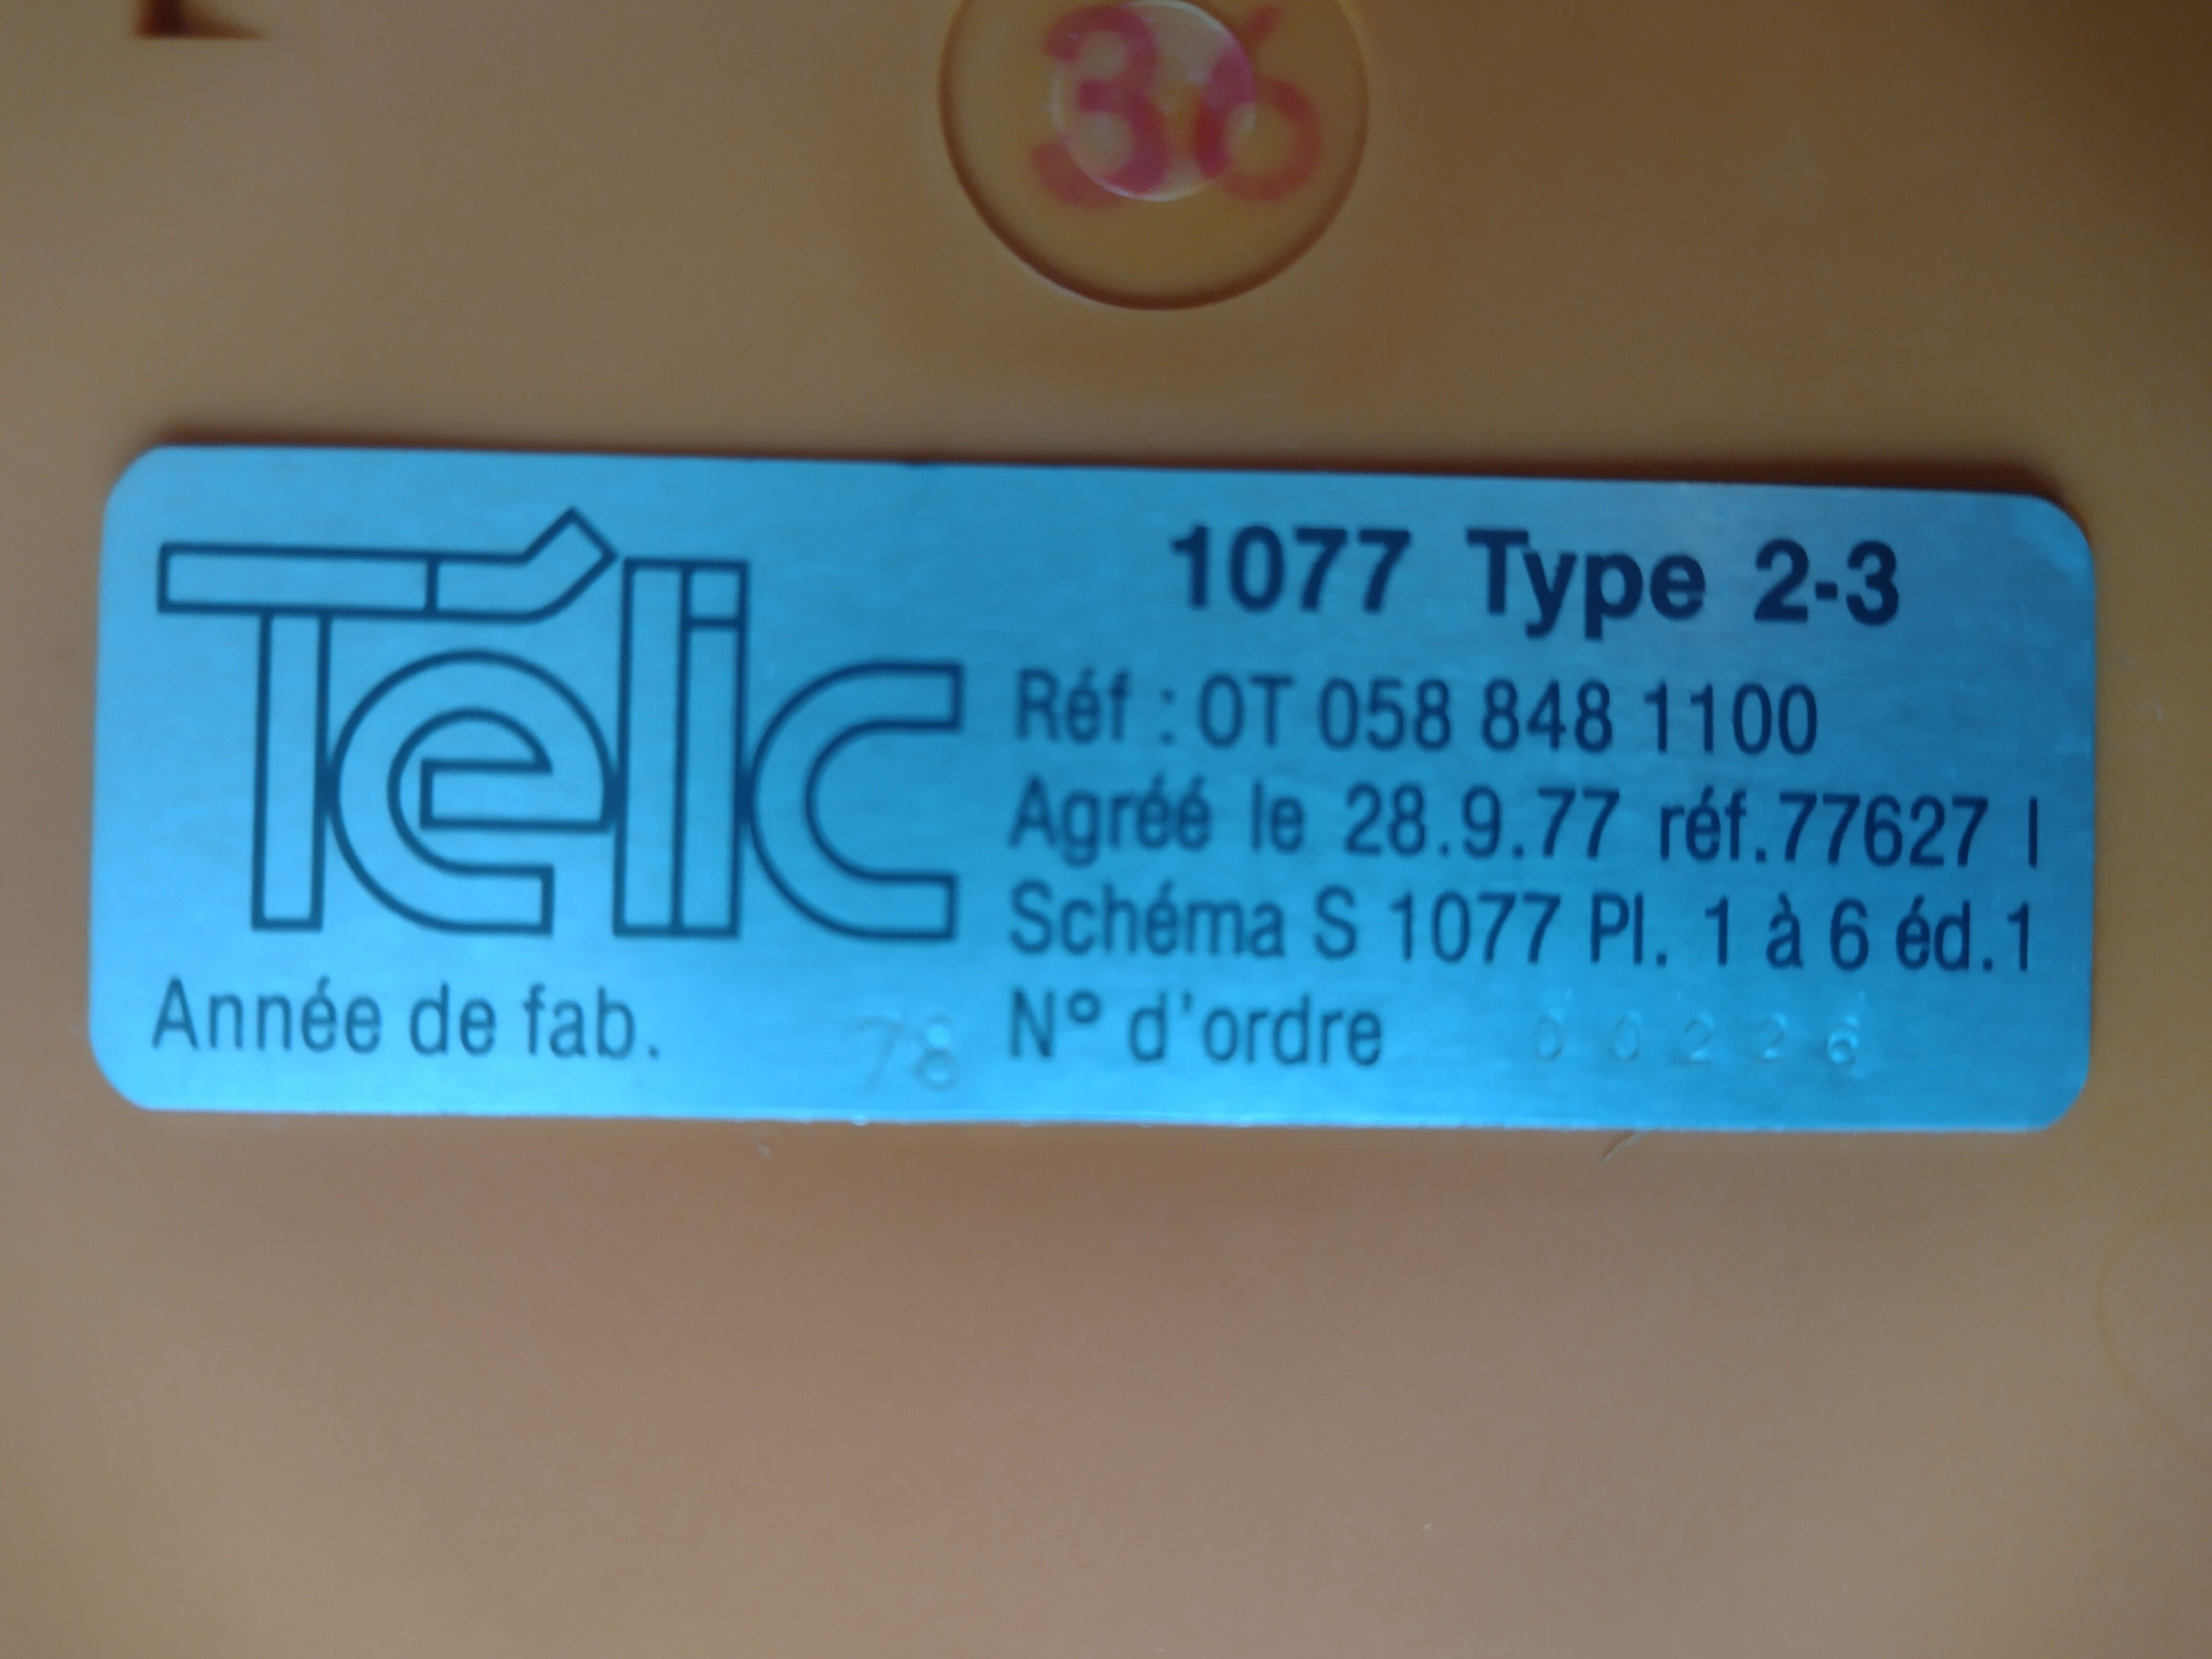 36
Télic
1077 Type 2-3
Réf : OT 058 848 1100
Agréé le 28.9.77 réf.77627 I
Schéma S 1077 Pl. 1 à 6 éd.1
Année de fab. 78 N° d'ordre 00226